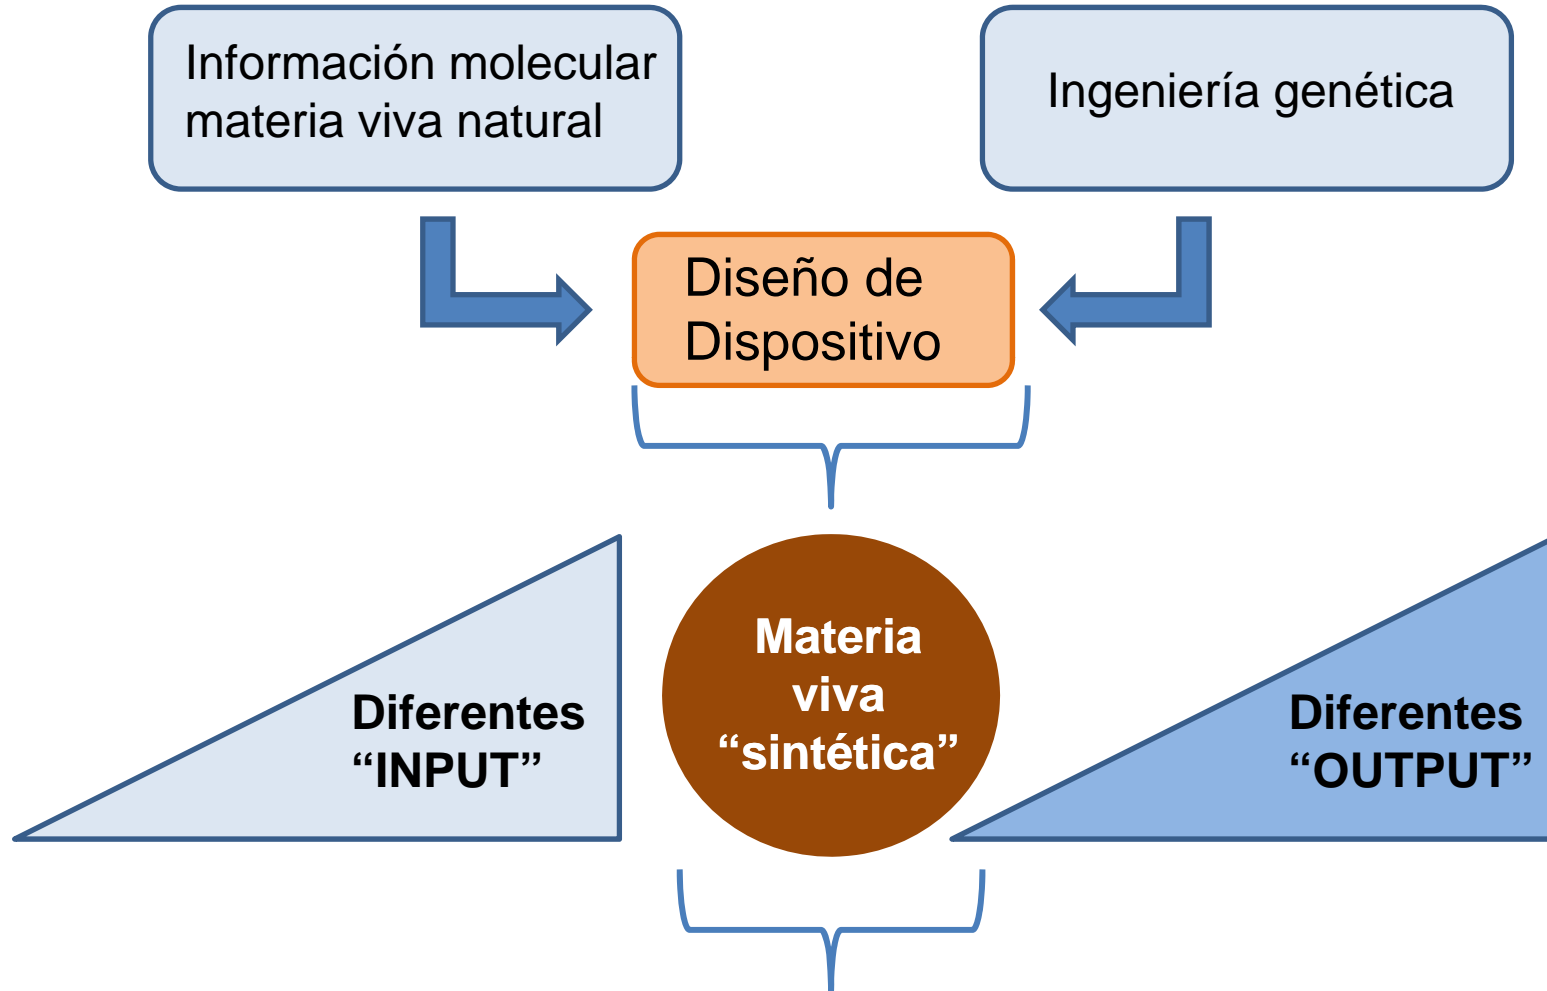 Información molecular
materia viva natural
Ingeniería genética
Diseño de
Dispositivo
Diferentes
“INPUT”
Materia
viva
“sintética”
Diferentes
“OUTPUT”